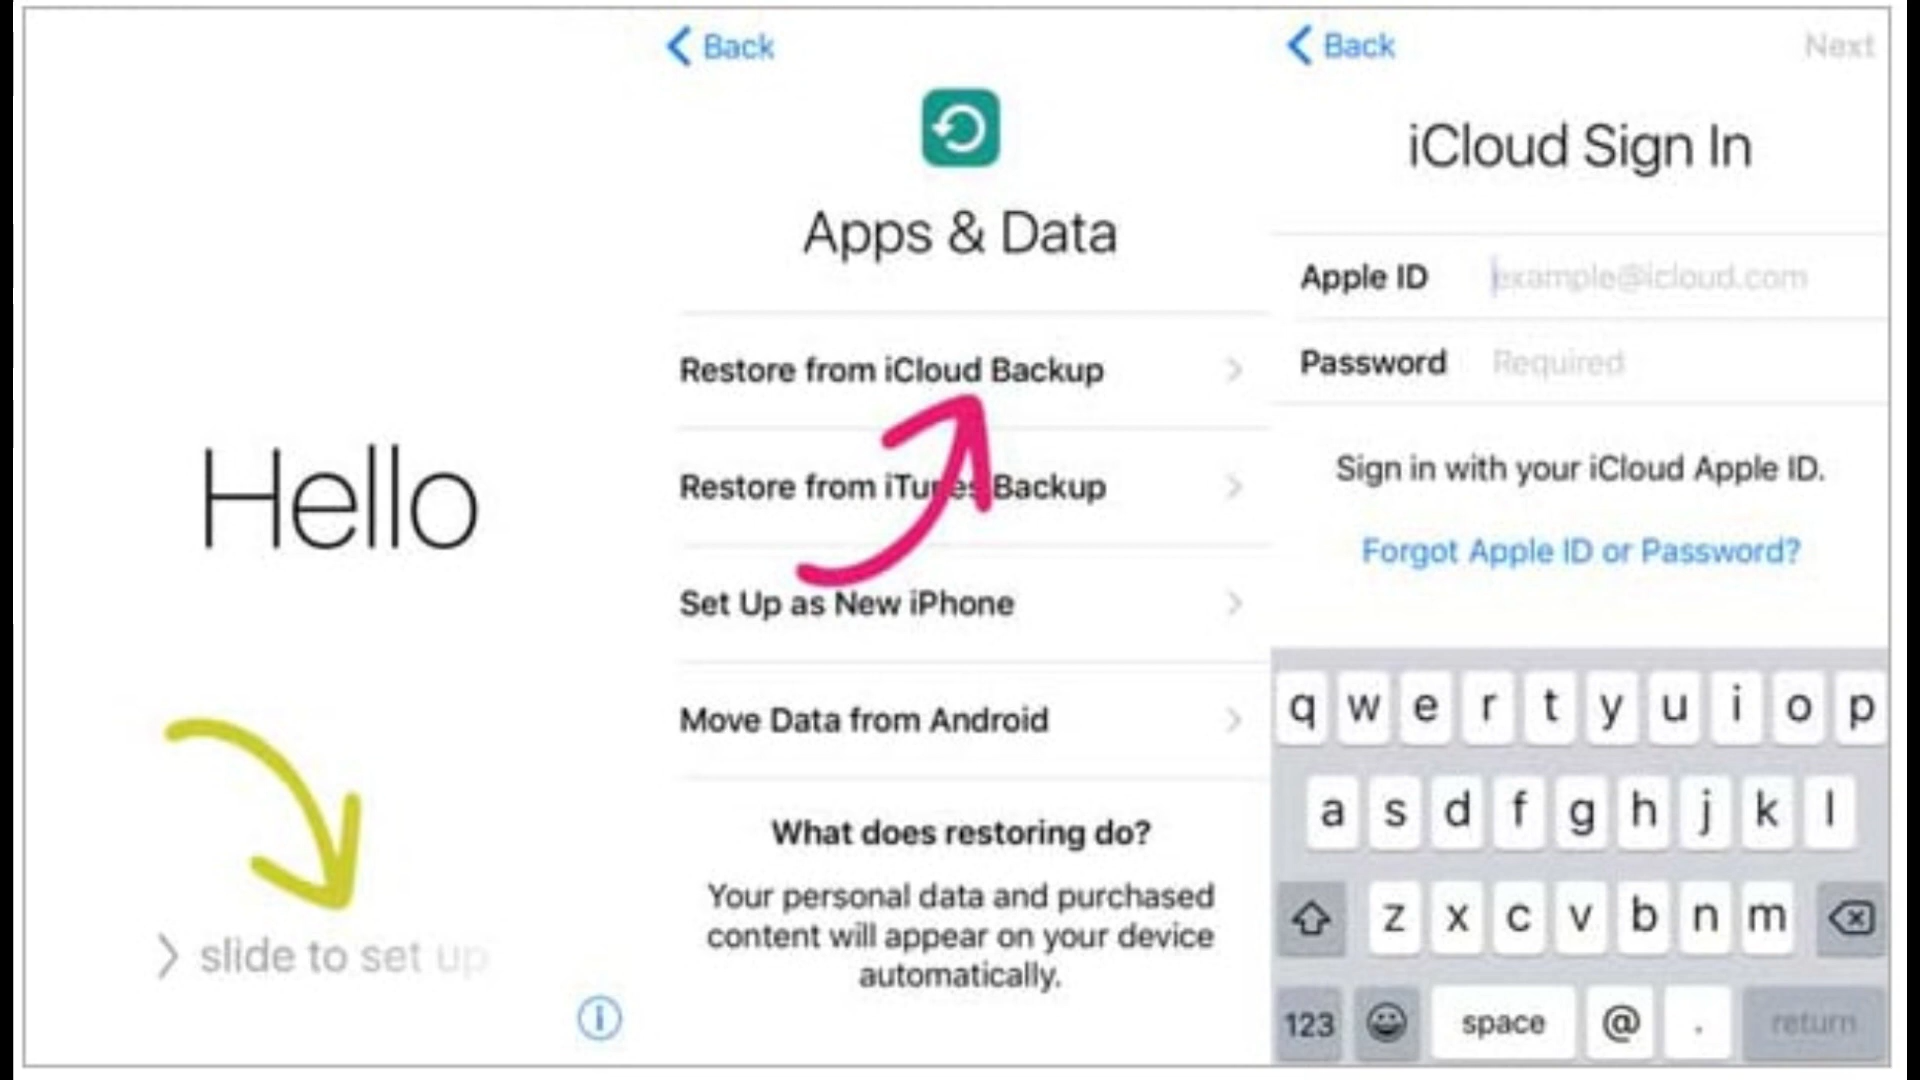 Hello
slide to set up
Back
Apps & Data
Restore from iCloud Backup
Restore from iTunes Backup
Set Up as New iPhone
Move Data from Android
What does restoring do?
Your personal data and purchased
content will appear on your device
automatically.
Back Next
iCloud Sign In
Apple ID example@icloud.com
Password Required
Sign in with your iCloud Apple ID.
Forgot Apple ID or Password?
q w e r t y u i o p
a s d f g h j k l
z x c v b n m
123 space @ . return